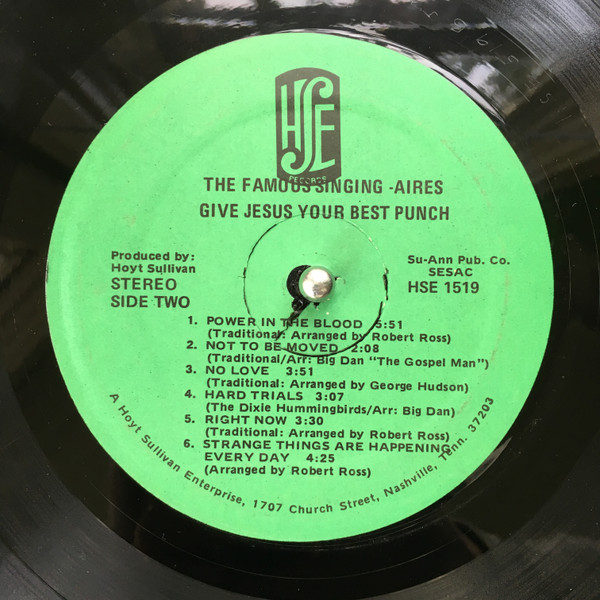 HSE
RECORDS
THE FAMOUS SINGING -AIRES
GIVE JESUS YOUR BEST PUNCH
Produced by:
Hoyt Sullivan
STEREO
SIDE TWO
Su-Ann Pub. Co.
SESAC
HSE 1519
1. POWER IN THE BLOOD 5:51
(Traditional: Arranged by Robert Ross)
2. NOT TO BE MOVED 2:08
(Traditional/Arr: Big Dan "The Gospel Man")
3. NO LOVE 3:51
(Traditional: Arranged by George Hudson)
4. HARD TRIALS 3:07
(The Dixie Hummingbirds/Arr: Big Dan)
5. RIGHT NOW 3:30
(Traditional: Arranged by Robert Ross)
6. STRANGE THINGS ARE HAPPENING
EVERY DAY 4:25
(Arranged by Robert Ross)
A Hoyt Sullivan Enterprise, 1707 Church Street, Nashville, Tenn. 37203